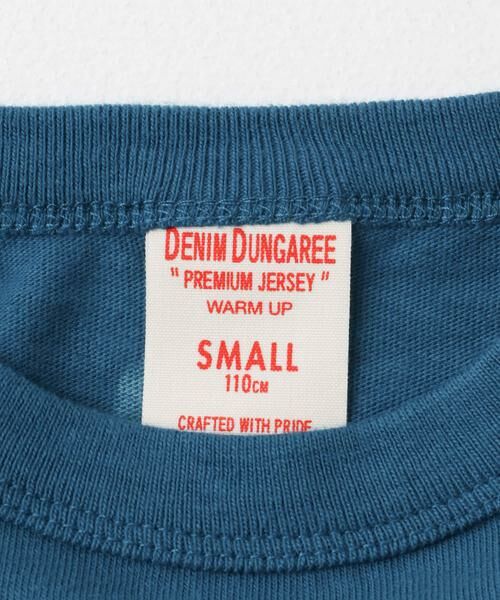 DENIM DUNGAREE
" PREMIUM JERSEY "
WARM UP
SMALL
110CM
CRAFTED WITH PRIDE